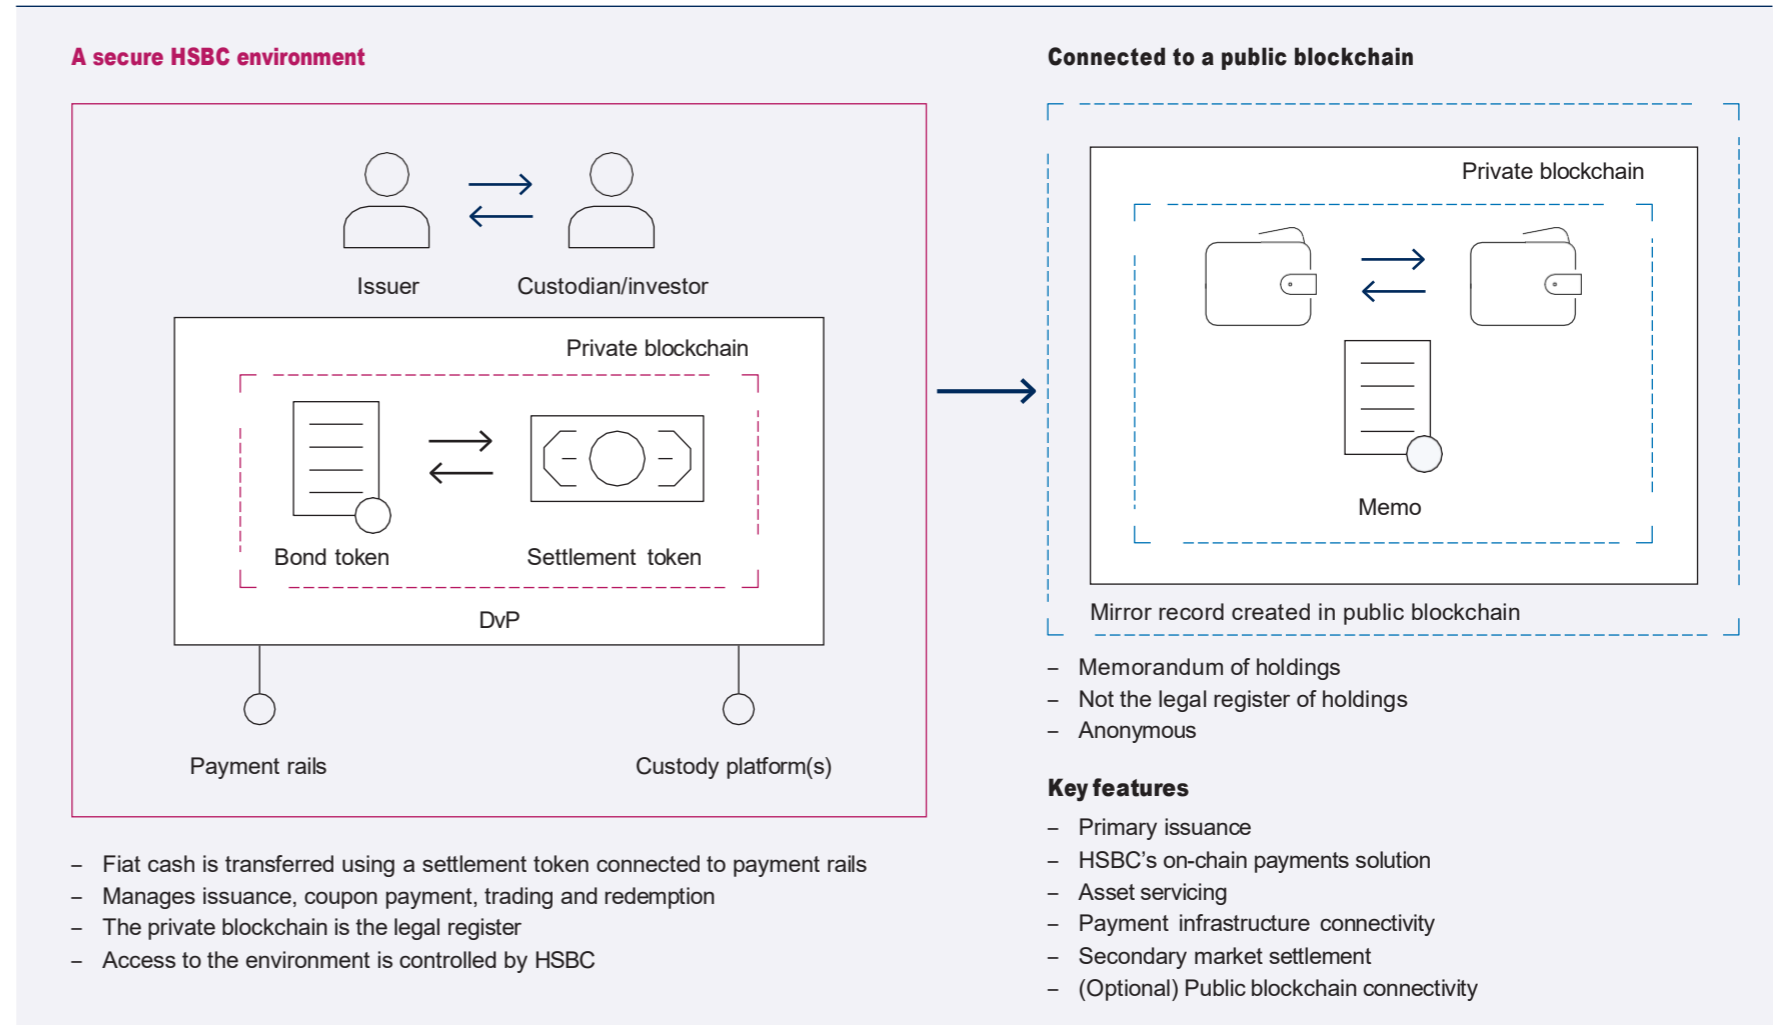 A secure HSBC environment
Issuer
Custodian/investor
Private blockchain
Bond token
Settlement token
DvP
Payment rails
Custody platform(s)
– Fiat cash is transferred using a settlement token connected to payment rails
– Manages issuance, coupon payment, trading and redemption
– The private blockchain is the legal register
– Access to the environment is controlled by HSBC
Connected to a public blockchain
Private blockchain
Memo
Mirror record created in public blockchain
– Memorandum of holdings
– Not the legal register of holdings
– Anonymous
Key features
– Primary issuance
– HSBC’s on-chain payments solution
– Asset servicing
– Payment infrastructure connectivity
– Secondary market settlement
– (Optional) Public blockchain connectivity